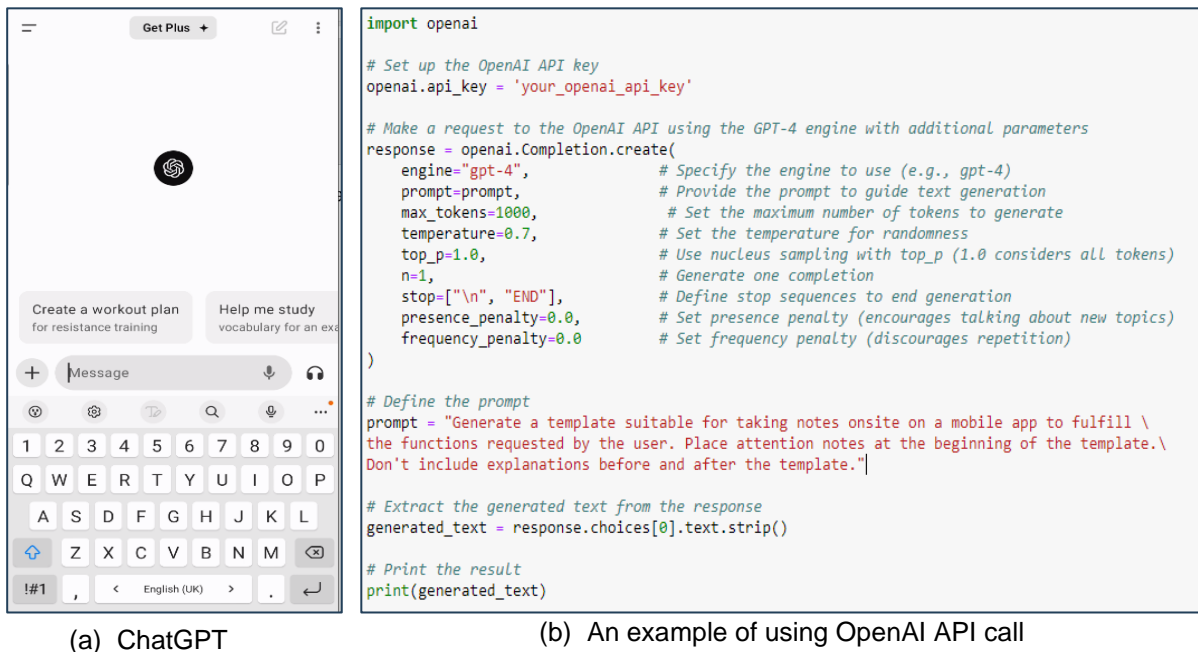 Get Plus +
Create a workout plan
for resistance training
Help me study
vocabulary for an exa
Message
1 2 3 4 5 6 7 8 9 0
Q W E R T Y U I O P
A S D F G H J K L
Z X C V B N M
!#1 , < English (UK) > .
(a) ChatGPT
import openai
# Set up the OpenAI API key
openai.api_key = 'your_openai_api_key'
# Make a request to the OpenAI API using the GPT-4 engine with additional parameters
response = openai.Completion.create(
    engine="gpt-4",               # Specify the engine to use (e.g., gpt-4)
    prompt=prompt,                # Provide the prompt to guide text generation
    max_tokens=1000,               # Set the maximum number of tokens to generate
    temperature=0.7,              # Set the temperature for randomness
    top_p=1.0,                    # Use nucleus sampling with top_p (1.0 considers all tokens)
    n=1,                          # Generate one completion
    stop=["\n", "END"],           # Define stop sequences to end generation
    presence_penalty=0.0,         # Set presence penalty (encourages talking about new topics)
    frequency_penalty=0.0         # Set frequency penalty (discourages repetition)
)
# Define the prompt
prompt = "Generate a template suitable for taking notes onsite on a mobile app to fulfill \
the functions requested by the user. Place attention notes at the beginning of the template.\
Don't include explanations before and after the template."
# Extract the generated text from the response
generated_text = response.choices[0].text.strip()
# Print the result
print(generated_text)
(b) An example of using OpenAI API call